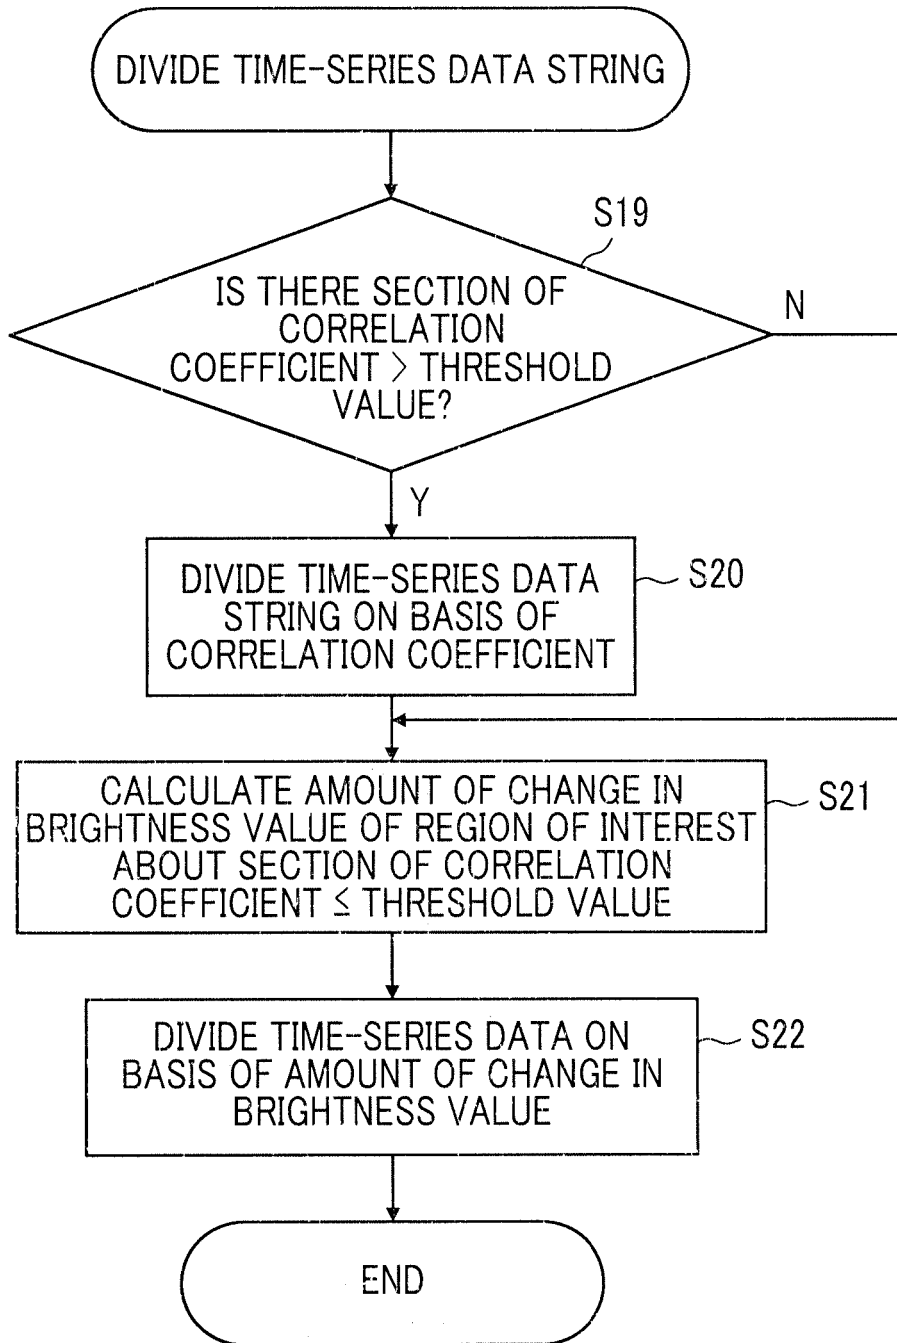 DIVIDE TIME-SERIES DATA STRING
S19
IS THERE SECTION OF
CORRELATION
COEFFICIENT > THRESHOLD
VALUE?
N
Y
DIVIDE TIME-SERIES DATA
STRING ON BASIS OF
CORRELATION COEFFICIENT
S20
CALCULATE AMOUNT OF CHANGE IN
BRIGHTNESS VALUE OF REGION OF INTEREST
ABOUT SECTION OF CORRELATION
COEFFICIENT ≦ THRESHOLD VALUE
S21
DIVIDE TIME-SERIES DATA ON
BASIS OF AMOUNT OF CHANGE IN
BRIGHTNESS VALUE
S22
END